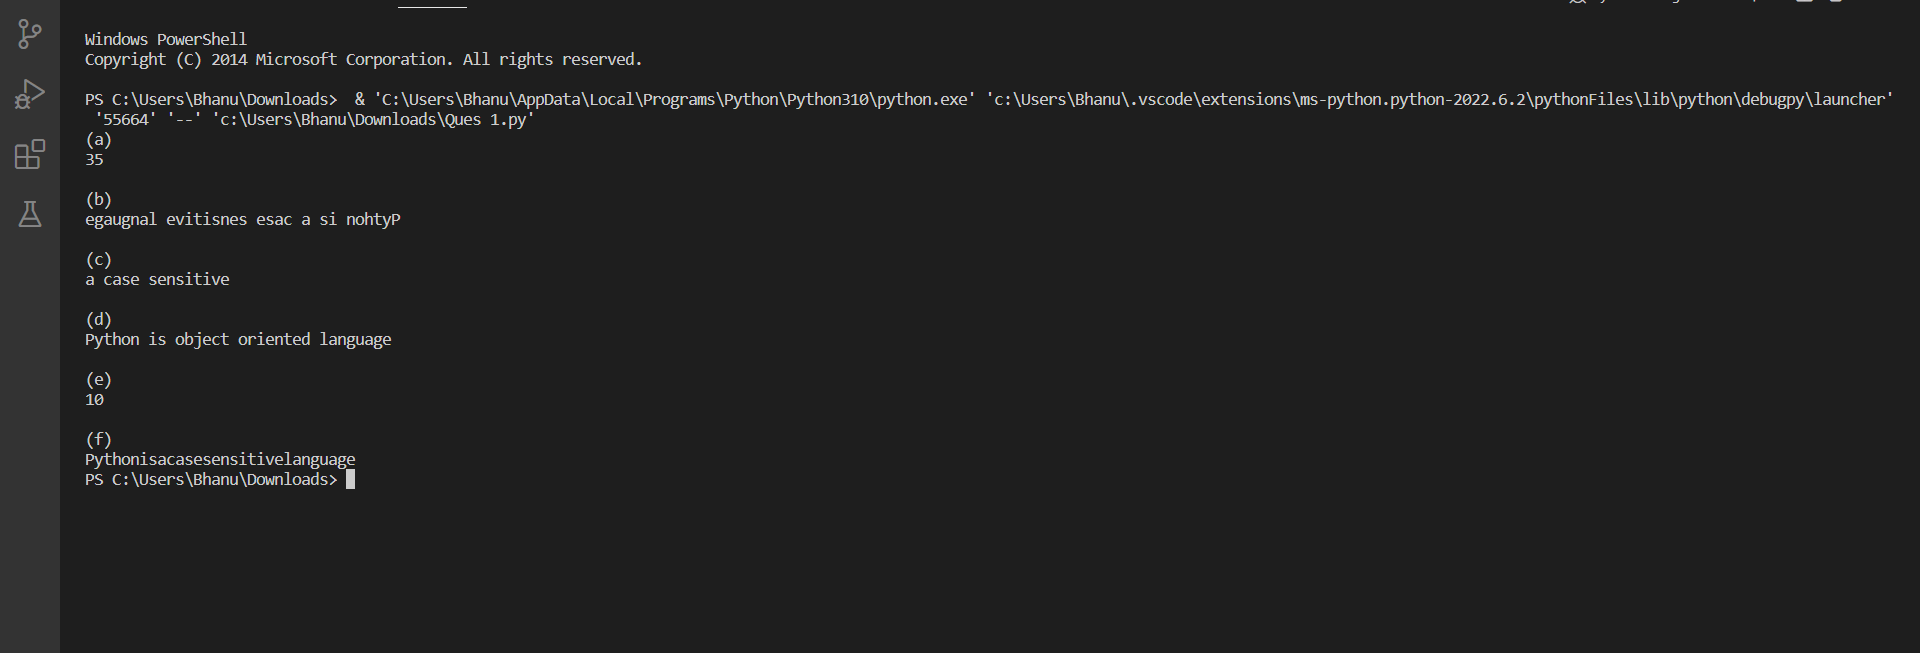 Windows PowerShell
Copyright (C) 2014 Microsoft Corporation. All rights reserved.
PS C:\Users\Bhanu\Downloads>  & 'C:\Users\Bhanu\AppData\Local\Programs\Python\Python310\python.exe' 'c:\Users\Bhanu\.vscode\extensions\ms-python.python-2022.6.2\pythonFiles\lib\python\debugpy\launcher'
 '55664' '--' 'c:\Users\Bhanu\Downloads\Ques 1.py'
(a)
35
(b)
egaugnal evitisnes esac a si nohtyP
(c)
a case sensitive
(d)
Python is object oriented language
(e)
10
(f)
Pythonisacasesensitivelanguage
PS C:\Users\Bhanu\Downloads>